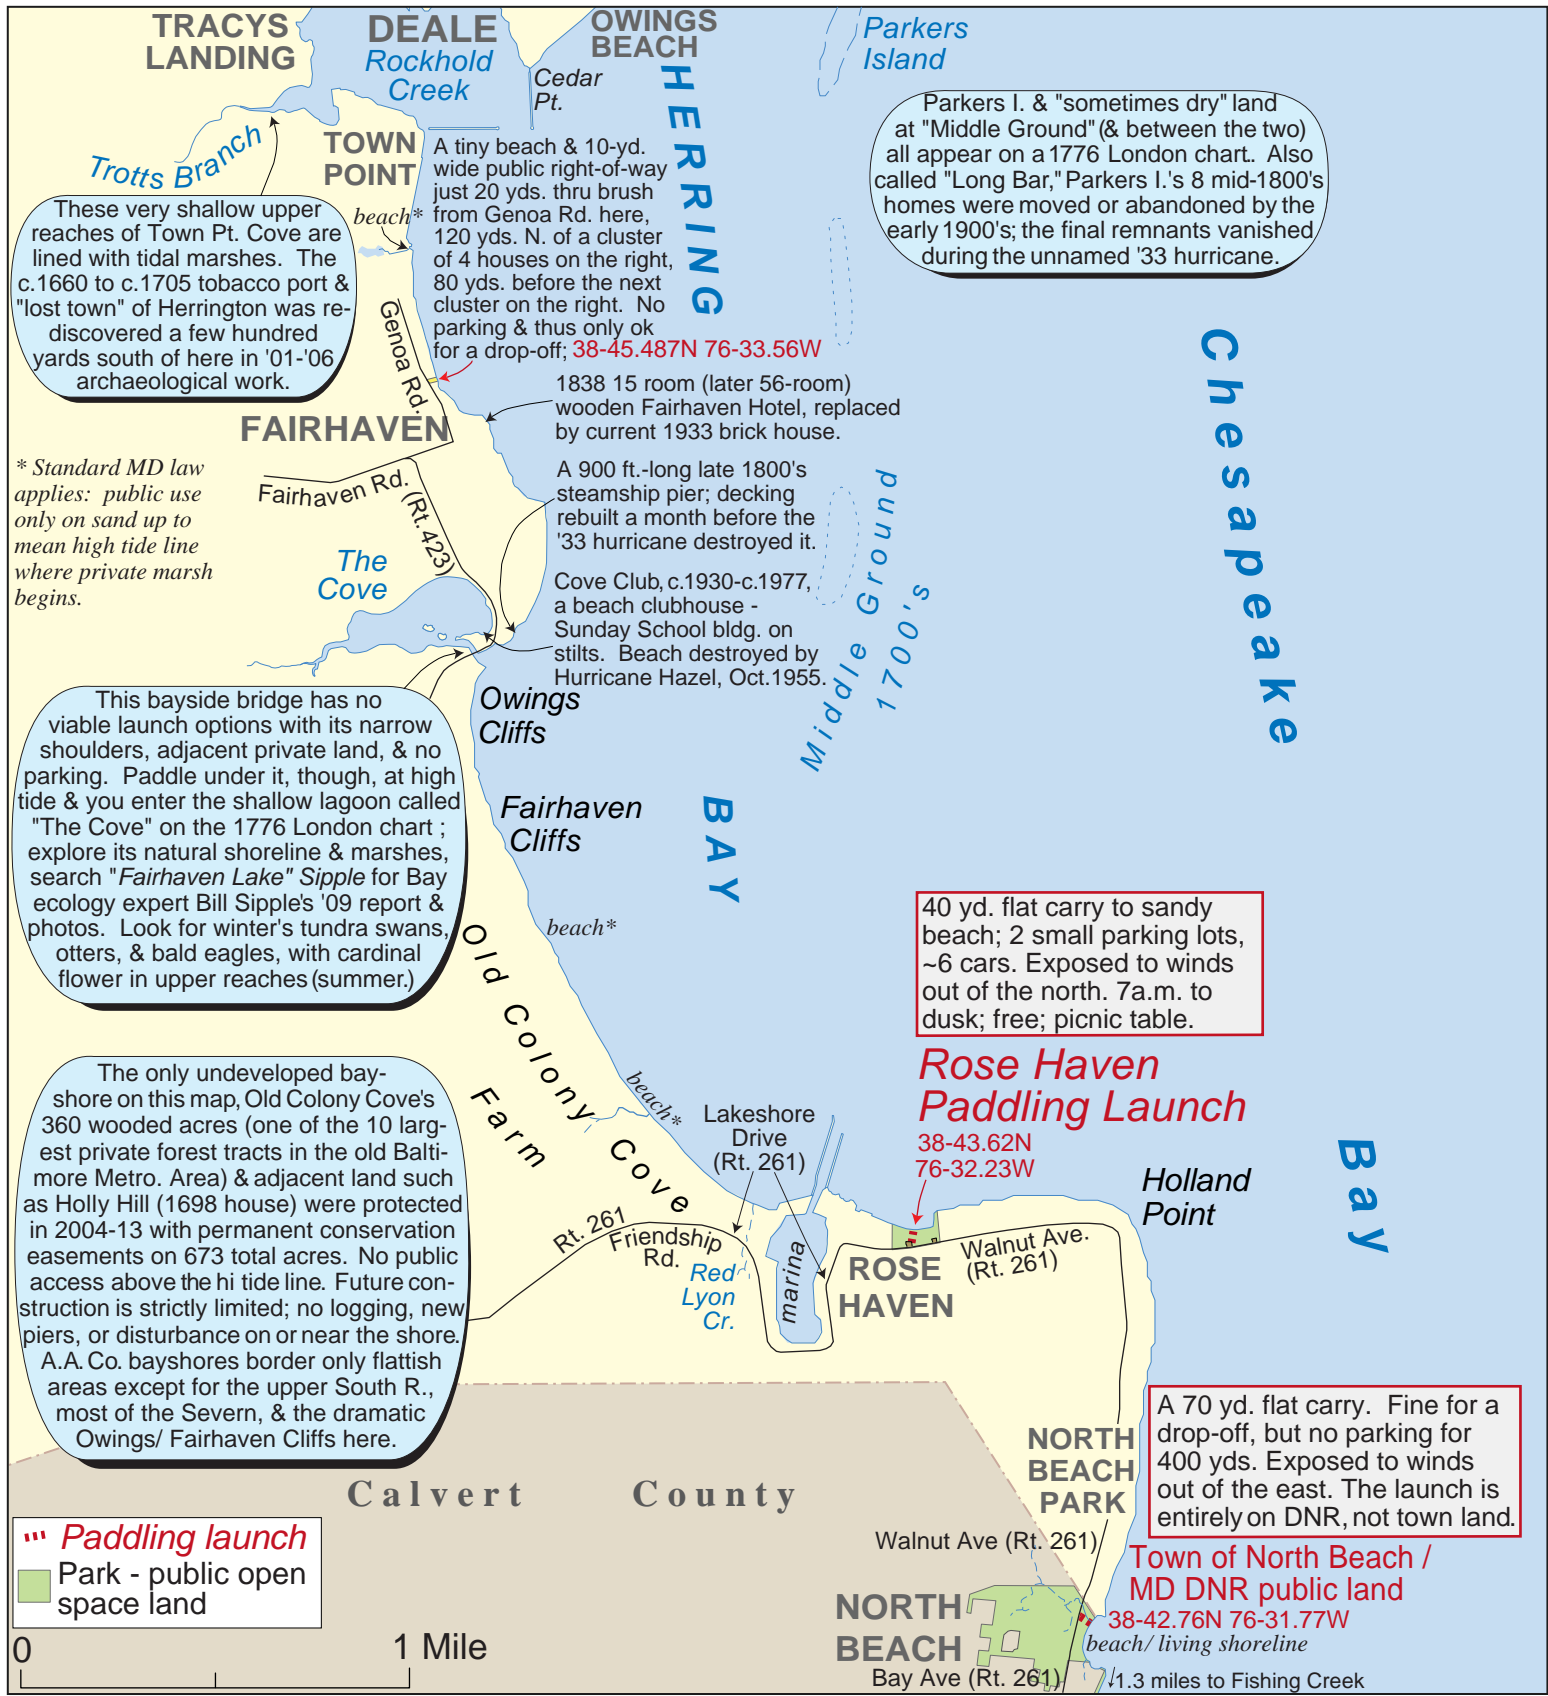 TRACYS
LANDING
DEALE
Rockhold
Creek
OWINGS
BEACH
Cedar
Pt.
Parkers
Island
HERRING
BAY
Chesapeake
Bay
Parkers I. & "sometimes dry" land
at "Middle Ground" (& between the two)
all appear on a 1776 London chart. Also
called "Long Bar," Parkers I.'s 8 mid-1800's
homes were moved or abandoned by the
early 1900's; the final remnants vanished
during the unnamed '33 hurricane.
Trotts Branch
TOWN
POINT
beach*
These very shallow upper
reaches of Town Pt. Cove are
lined with tidal marshes. The
c.1660 to c.1705 tobacco port &
"lost town" of Herrington was re-
discovered a few hundred
yards south of here in '01-'06
archaeological work.
A tiny beach & 10-yd.
wide public right-of-way
just 20 yds. thru brush
from Genoa Rd. here,
120 yds. N. of a cluster
of 4 houses on the right,
80 yds. before the next
cluster on the right. No
parking & thus only ok
for a drop-off; 38-45.487N 76-33.56W
Genoa Rd.
FAIRHAVEN
1838 15 room (later 56-room)
wooden Fairhaven Hotel, replaced
by current 1933 brick house.
* Standard MD law
applies: public use
only on sand up to
mean high tide line
where private marsh
begins.
Fairhaven Rd.
(Rt. 423)
A 900 ft.-long late 1800's
steamship pier; decking
rebuilt a month before the
'33 hurricane destroyed it.
The
Cove
Cove Club, c.1930-c.1977,
a beach clubhouse -
Sunday School bldg. on
stilts. Beach destroyed by
Hurricane Hazel, Oct.1955.
Middle Ground
1700's
Owings
Cliffs
This bayside bridge has no
viable launch options with its narrow
shoulders, adjacent private land, & no
parking. Paddle under it, though, at high
tide & you enter the shallow lagoon called
"The Cove" on the 1776 London chart ;
explore its natural shoreline & marshes,
search "Fairhaven Lake" Sipple for Bay
ecology expert Bill Sipple's '09 report &
photos. Look for winter's tundra swans,
otters, & bald eagles, with cardinal
flower in upper reaches (summer.)
Fairhaven
Cliffs
beach*
Old Colony Cove
Farm
beach*
40 yd. flat carry to sandy
beach; 2 small parking lots,
~6 cars. Exposed to winds
out of the north. 7a.m. to
dusk; free; picnic table.
Rose Haven
Paddling Launch
38-43.62N
76-32.23W
The only undeveloped bay-
shore on this map, Old Colony Cove's
360 wooded acres (one of the 10 larg-
est private forest tracts in the old Balti-
more Metro. Area) & adjacent land such
as Holly Hill (1698 house) were protected
in 2004-13 with permanent conservation
easements on 673 total acres. No public
access above the hi tide line. Future con-
struction is strictly limited; no logging, new
piers, or disturbance on or near the shore.
A.A. Co. bayshores border only flattish
areas except for the upper South R.,
most of the Severn, & the dramatic
Owings/ Fairhaven Cliffs here.
Lakeshore
Drive
(Rt. 261)
Holland
Point
Rt. 261
Friendship
Rd.
Red
Lyon
Cr.
marina
ROSE
HAVEN
Walnut Ave.
(Rt. 261)
A 70 yd. flat carry. Fine for a
drop-off, but no parking for
400 yds. Exposed to winds
out of the east. The launch is
entirely on DNR, not town land.
NORTH
BEACH
PARK
Calvert County
Walnut Ave (Rt. 261)
Town of North Beach /
MD DNR public land
38-42.76N 76-31.77W
beach/ living shoreline
NORTH
BEACH
Bay Ave (Rt. 261)
1.3 miles to Fishing Creek
Paddling launch
Park - public open
space land
0 1 Mile